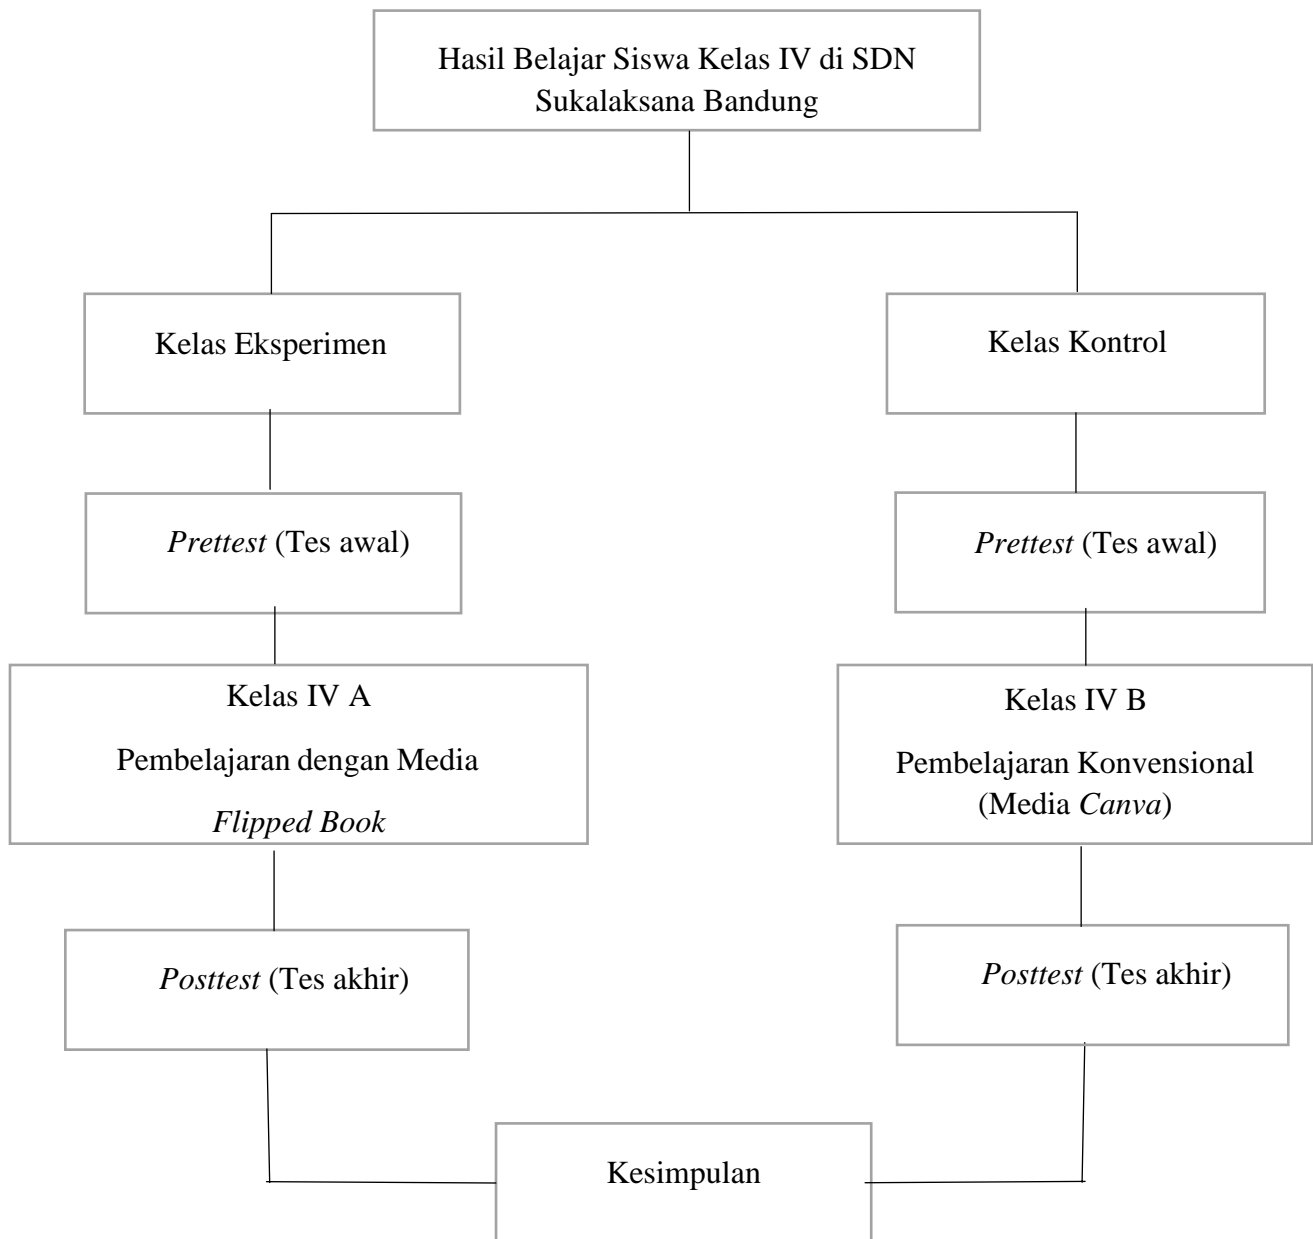 Hasil Belajar Siswa Kelas IV di SDN
Sukalaksana Bandung
Kelas Eksperimen
Kelas Kontrol
Prettest (Tes awal)
Prettest (Tes awal)
Kelas IV A
Pembelajaran dengan Media
Flipped Book
Kelas IV B
Pembelajaran Konvensional
(Media Canva)
Posttest (Tes akhir)
Posttest (Tes akhir)
Kesimpulan